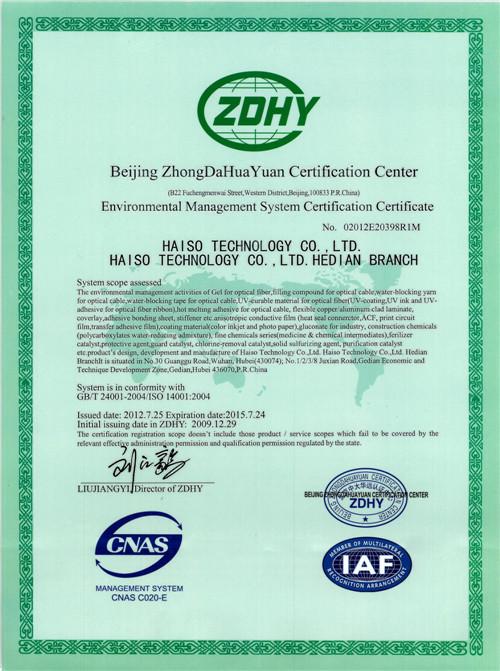 ZDHY
Beijing ZhongDaHuaYuan Certification Center
(B22 Fuchengmenwai Street,Western District,Beijing,100833 P.R.China)
Environmental Management System Certification Certificate
No. 02012E20398R1M
HAISO TECHNOLOGY CO.,LTD.
HAISO TECHNOLOGY CO.,LTD.HEDIAN BRANCH
System scope assessed
The environmental management activities of Gel for optical fiber,filling compound for optical cable,water-blocking yarn
for optical cable,water-blocking tape for optical cable,UV-curable material for optical fiber(UV-coating,UV ink and UV-
adhesive for optical fiber ribbon),hot melting adhesive for optical cable, flexible copper aluminum clad laminate,
coverlay,adhesive bonding sheet, stiffener etc.anisotropic conductive film (heat seal connector,ACF, print circuit
film,transfer adhesive film),coating material(color inkjet and photo paper),gluconate for industry, construction chemicals
(polycarboxylates water-reducing admixture), fine chemicals series(medicine & chemical intermediates),ferilizer
catalyst,protective agent,guard catalyst, chlorine-removal catalyst,solid sulfurizing agent, purification catalyst
etc.product's design, development and manufacture of Haiso Technology Co.,Ltd. Haiso Technology Co.,Ltd. Hedian
BranchIt is situated in No.30 Guanggu Road,Wuhan, Hubei(430074); No.1/2/3/8 Juxian Road,Gedian Economic and
Technique Development Zone,Gedian,Hubei 436070,P.R.China
System is in conformity with
GB/T 24001-2004/ISO 14001:2004
Issued date: 2012.7.25 Expiration date:2015.7.24
Initial issuing date in ZDHY: 2009.12.29
The certification registration scope doesn't include those product / service scopes which fail to be covered by the
relevant effective administration permission and qualification permission regulated by the state.
LIUJIANGYI,Director of ZDHY
BEIJING ZHONGDAHUAYUAN CERTIFICATION CENTER
ZDHY
CNAS
MANAGEMENT SYSTEM
CNAS C020-E
MEMBER OF MULTILATERAL
IAF
RECOGNITION ARRANGEMENT